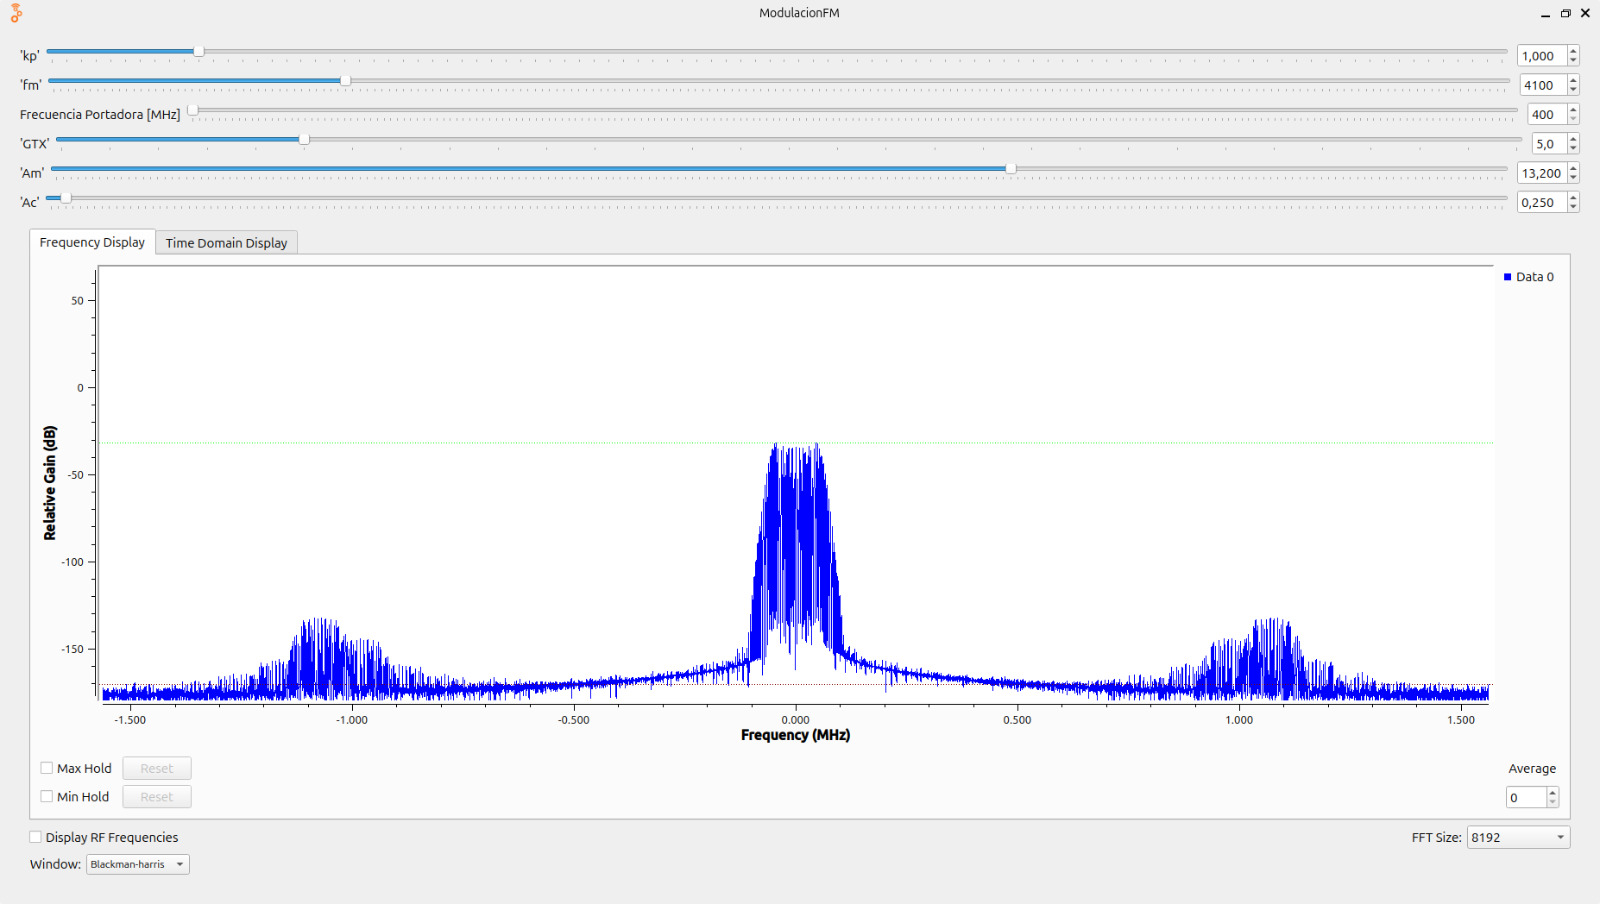 ModulacionFM
'kp' 1,000
'fm' 4100
Frecuencia Portadora [MHz] 400
'GTX' 5,0
'Am' 13,200
'Ac' 0,250
Frequency Display Time Domain Display
Data 0
50
0
-50
-100
-150
Relative Gain (dB)
-1.500 -1.000 -0.500 0.000 0.500 1.000 1.500
Frequency (MHz)
Max Hold Reset Average
Min Hold Reset 0
Display RF Frequencies FFT Size: 8192
Window: Blackman-harris